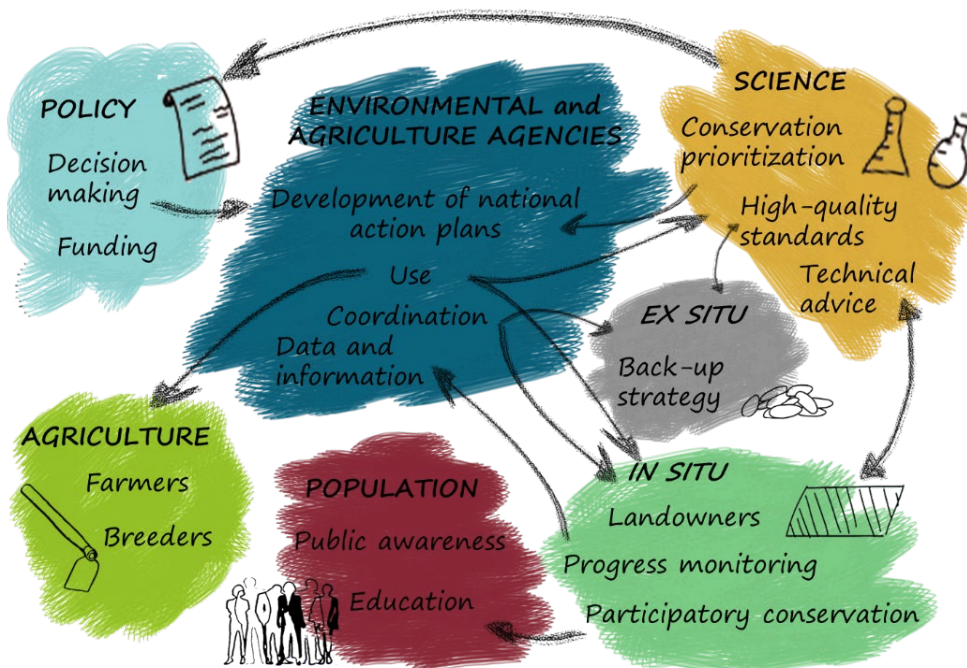 POLICY
Decision
making
Funding
ENVIRONMENTAL and
AGRICULTURE AGENCIES
Development of national
action plans
Use
Coordination
Data and
information
SCIENCE
Conservation
prioritization
High-quality
standards
Technical
advice
EX SITU
Back-up
strategy
AGRICULTURE
Farmers
Breeders
POPULATION
Public awareness
Education
IN SITU
Landowners
Progress monitoring
Participatory conservation